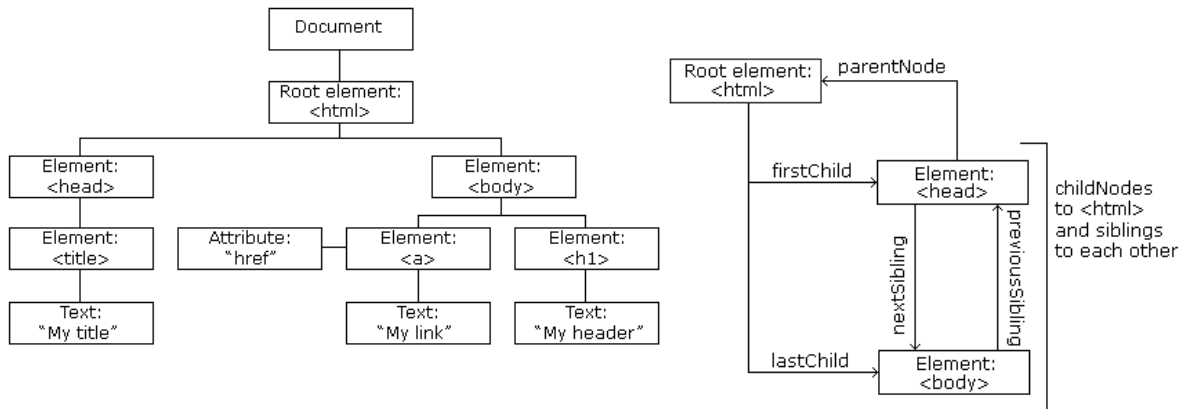 Document
Root element:
<html>
Element:
<head>
Element:
<body>
Element:
<title>
Attribute:
“href”
Element:
<a>
Element:
<h1>
Text:
“My title”
Text:
“My link”
Text:
“My header”
Root element:
<html>
parentNode
firstChild
Element:
<head>
childNodes
to <html>
and siblings
to each other
nextSibling
previousSibling
lastChild
Element:
<body>